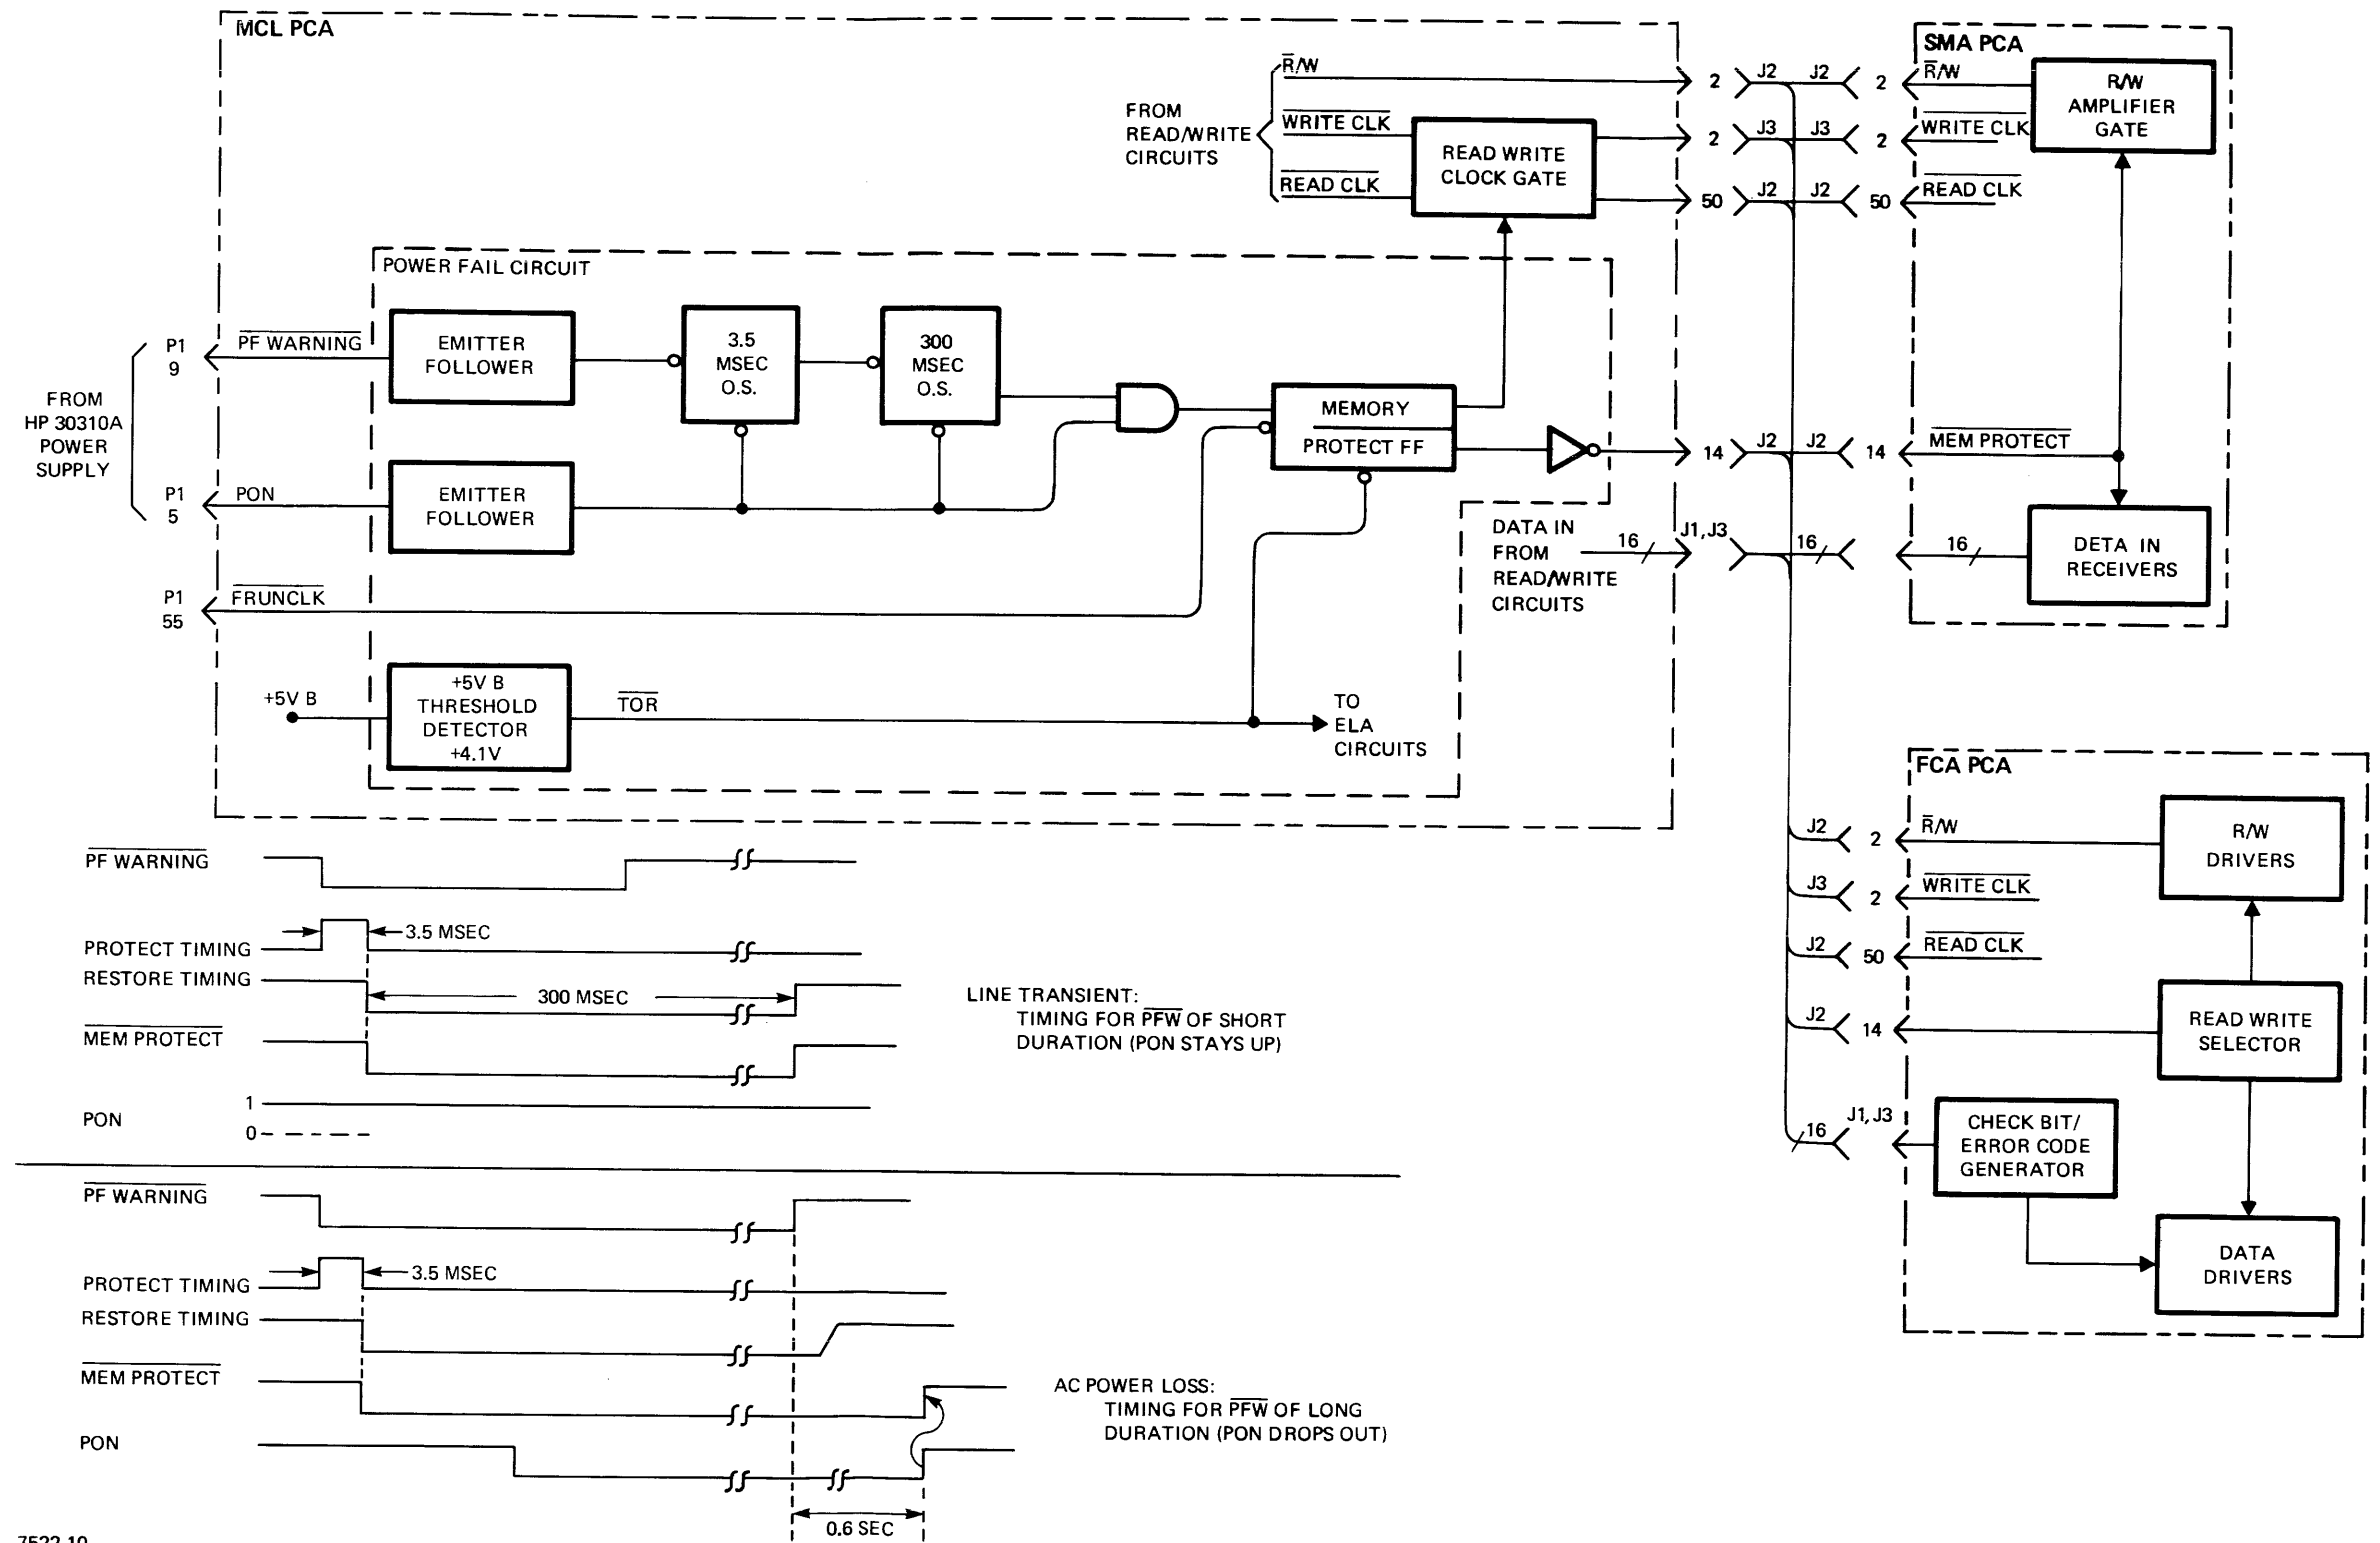 MCL PCA
R̅/W
FROM
READ/WRITE
CIRCUITS
WRITE CLK
READ CLK
READ WRITE
CLOCK GATE
2
J2
J2
2
2
J3
J3
2
50
J2
J2
50
SMA PCA
R̅/W
WRITE CLK
READ CLK
R/W
AMPLIFIER
GATE
POWER FAIL CIRCUIT
FROM
HP 30310A
POWER
SUPPLY
P1
9
PF WARNING
EMITTER
FOLLOWER
3.5
MSEC
O.S.
300
MSEC
O.S.
P1
5
PON
EMITTER
FOLLOWER
MEMORY
PROTECT FF
14
J2
J2
14
MEM PROTECT
DATA IN
FROM
READ/WRITE
CIRCUITS
16
J1, J3
16
16
DETA IN
RECEIVERS
P1
55
FRUNCLK
+5V B
+5V B
THRESHOLD
DETECTOR
+4.1V
TOR
TO
ELA
CIRCUITS
FCA PCA
J2
2
R̅/W
R/W
DRIVERS
J3
2
WRITE CLK
J2
50
READ CLK
J2
14
READ WRITE
SELECTOR
16
J1, J3
CHECK BIT/
ERROR CODE
GENERATOR
DATA
DRIVERS
PF WARNING
PROTECT TIMING
3.5 MSEC
RESTORE TIMING
300 MSEC
MEM PROTECT
PON
1
0
LINE TRANSIENT:
TIMING FOR PFW OF SHORT
DURATION (PON STAYS UP)
PF WARNING
PROTECT TIMING
3.5 MSEC
RESTORE TIMING
MEM PROTECT
PON
0.6 SEC
AC POWER LOSS:
TIMING FOR PFW OF LONG
DURATION (PON DROPS OUT)